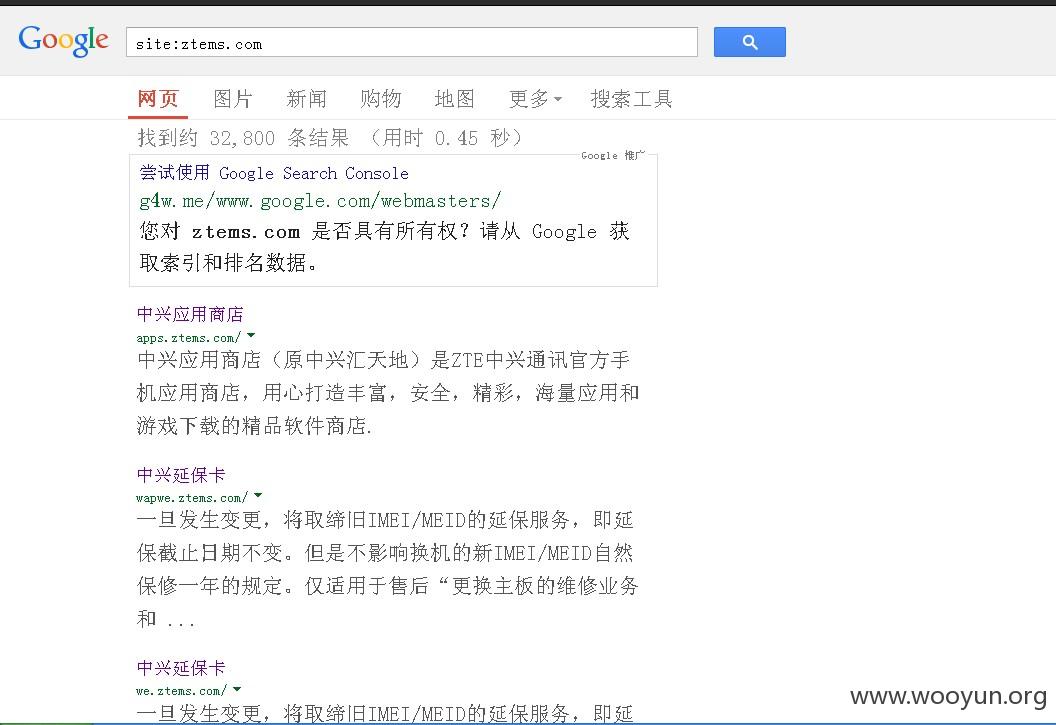 Google
site:ztems.com
网页 图片 新闻 购物 地图 更多 搜索工具
找到约 32,800 条结果 （用时 0.45 秒）
Google 推广
尝试使用 Google Search Console
g4w.me/www.google.com/webmasters/
您对 ztems.com 是否具有所有权？请从 Google 获
取索引和排名数据。
中兴应用商店
apps.ztems.com/
中兴应用商店（原中兴汇天地）是ZTE中兴通讯官方手
机应用商店，用心打造丰富，安全，精彩，海量应用和
游戏下载的精品软件商店.
中兴延保卡
wapwe.ztems.com/
一旦发生变更，将取缔旧IMEI/MEID的延保服务，即延
保截止日期不变。但是不影响换机的新IMEI/MEID自然
保修一年的规定。仅适用于售后“更换主板的维修业务
和 ...
中兴延保卡
we.ztems.com/
一旦发生变更，将取缔旧IMEI/MEID的延保服务，即延
www.wooyun.org